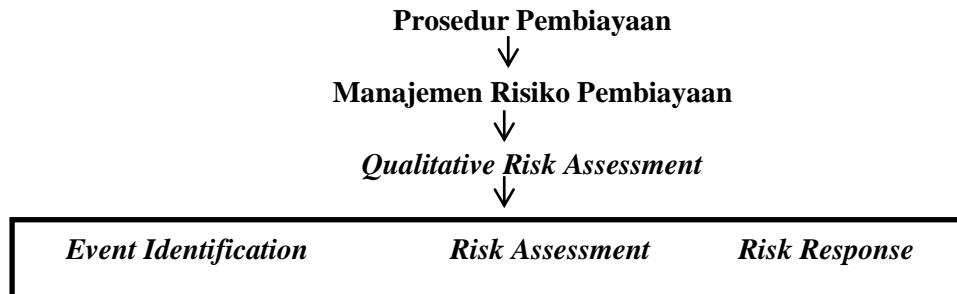 Prosedur Pembiayaan
Manajemen Risiko Pembiayaan
Qualitative Risk Assessment
Event Identification Risk Assessment Risk Response